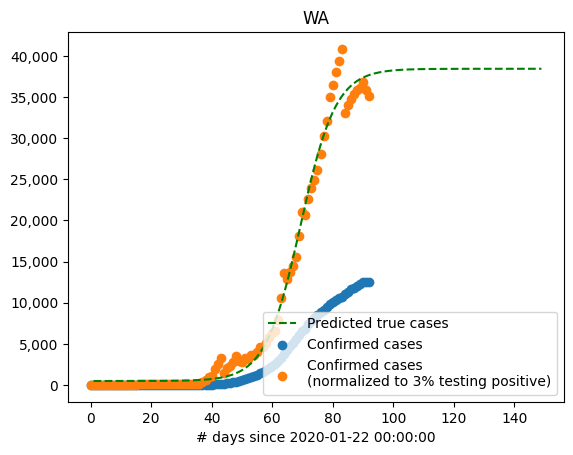 WA
40,000
35,000
30,000
25,000
20,000
15,000
10,000
5,000
0
Predicted true cases
Confirmed cases
Confirmed cases
(normalized to 3% testing positive)
0 20 40 60 80 100 120 140
# days since 2020-01-22 00:00:00